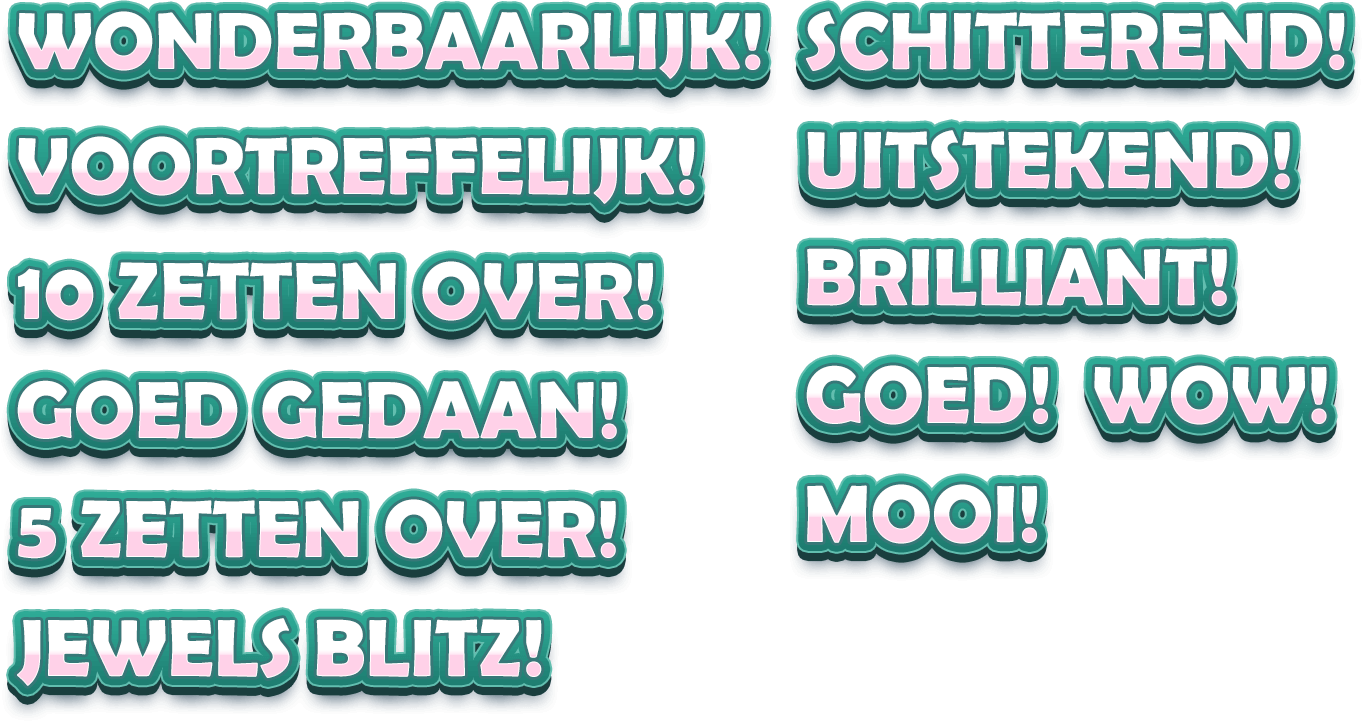 WONDERBAARLIJK!
VOORTREFFELIJK!
10 ZETTEN OVER!
GOED GEDAAN!
5 ZETTEN OVER!
JEWELS BLITZ!
SCHITTEREND!
UITSTEKEND!
BRILLIANT!
GOED! WOW!
MOOI!